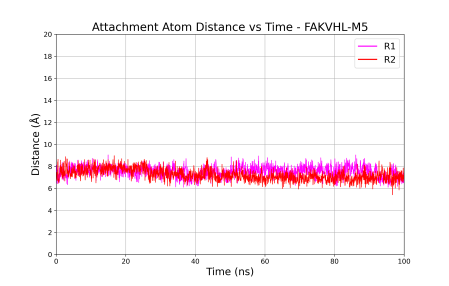 Attachment Atom Distance vs Time - FAKVHL-M5
Distance (Å)
20
18
16
14
12
10
8
6
4
2
0
R1
R2
0 20 40 60 80 100
Time (ns)